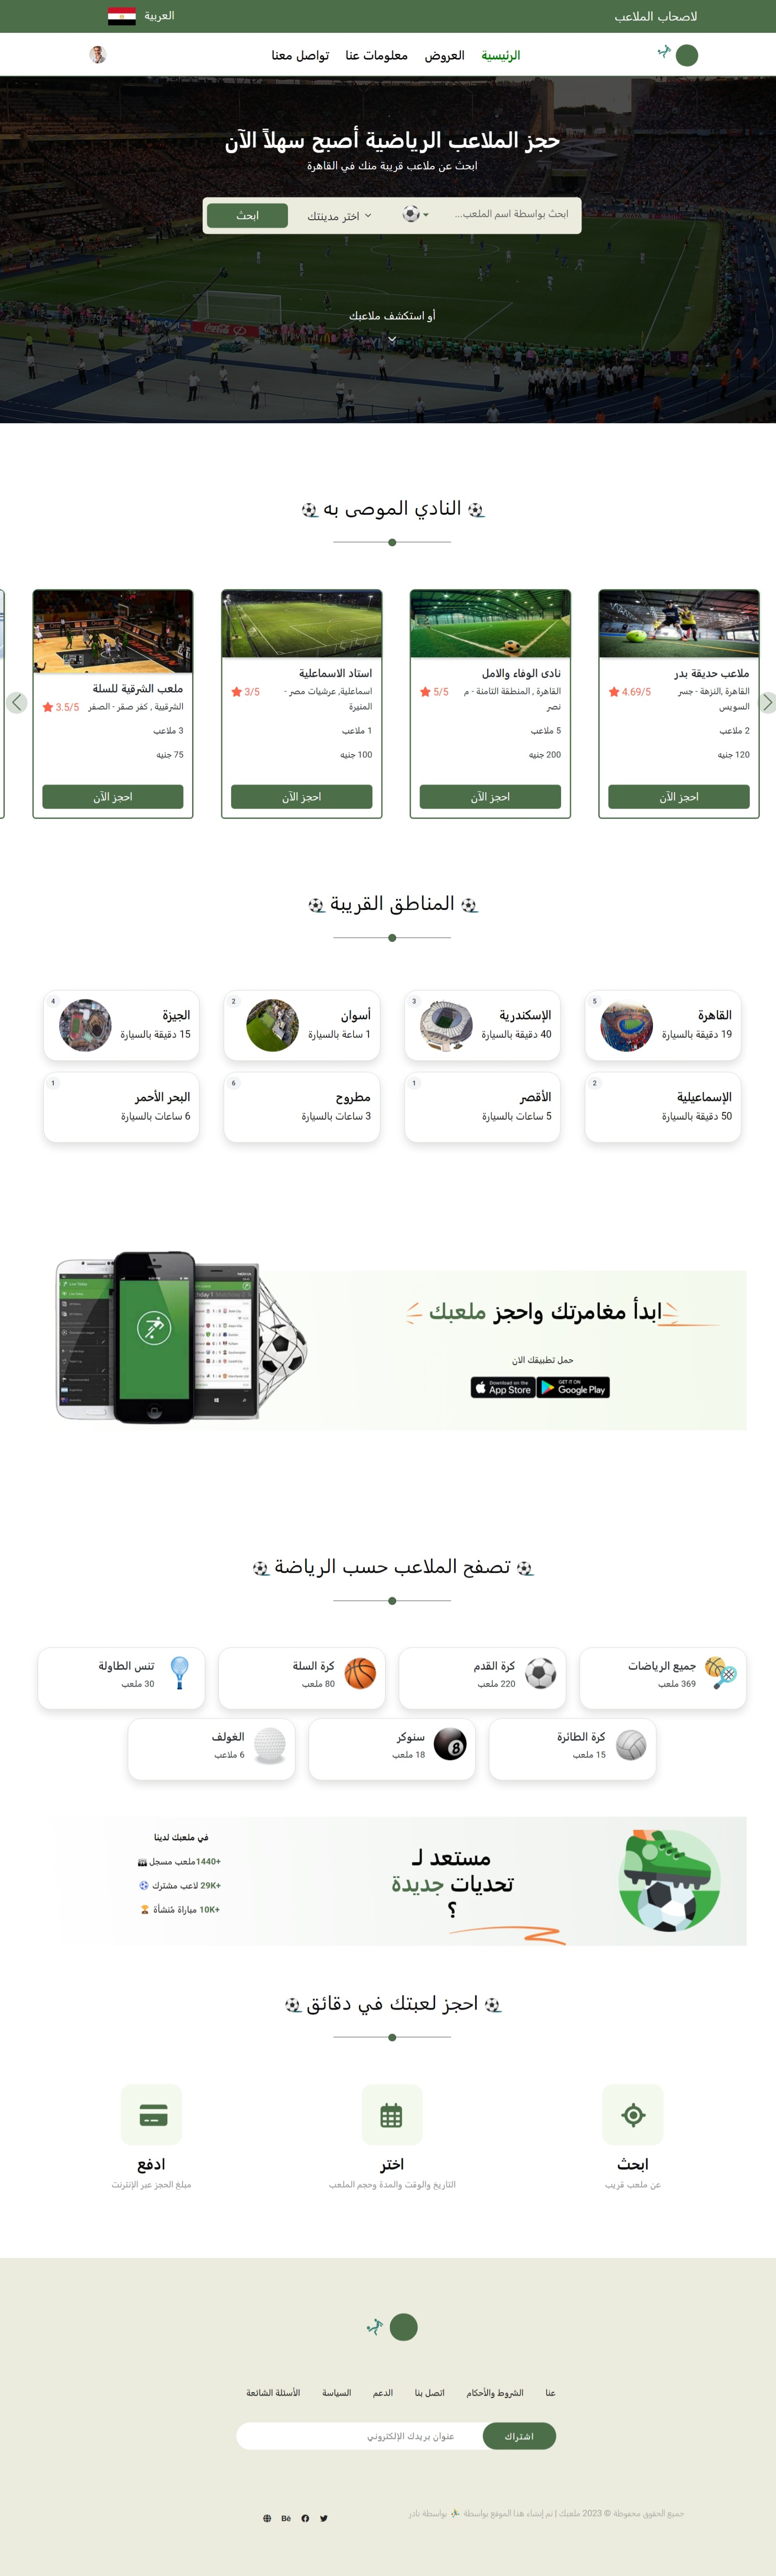 لاصحاب الملاعب
العربية
الرئيسية
العروض
معلومات عنا
تواصل معنا
حجز الملاعب الرياضية أصبح سهلاً الآن
ابحث عن ملاعب قريبة منك في القاهرة
ابحث بواسطة اسم الملعب...
اختر مدينتك
ابحث
Coca-Cola
أو استكشف ملاعبك
النادي الموصى به
ملاعب حديقة بدر
القاهرة ,النزهة - جسر
السويس
4.69/5
2 ملاعب
120 جنيه
احجز الآن
نادى الوفاء والامل
القاهرة , المنطقة الثامنة - م
نصر
5/5
5 ملاعب
200 جنيه
احجز الآن
استاد الاسماعلية
اسماعلية, عرشيات مصر -
المنيرة
3/5
1 ملاعب
100 جنيه
احجز الآن
ملعب الشرقية للسلة
الشرقيية , كفر صقر - الصفر
3.5/5
3 ملاعب
75 جنيه
احجز الآن
المناطق القريبة
القاهرة
19 دقيقة بالسيارة
5
الإسكندرية
40 دقيقة بالسيارة
3
أسوان
1 ساعة بالسيارة
2
الجيزة
15 دقيقة بالسيارة
4
الإسماعيلية
50 دقيقة بالسيارة
2
الأقصر
5 ساعات بالسيارة
1
مطروح
3 ساعات بالسيارة
6
البحر الأحمر
6 ساعات بالسيارة
1
ابدأ مغامرتك واحجز ملعبك
حمل تطبيقك الان
Download on the
App Store
GET IT ON
Google Play
تصفح الملاعب حسب الرياضة
جميع الرياضات
369 ملعب
كرة القدم
220 ملعب
كرة السلة
80 ملعب
تنس الطاولة
30 ملعب
كرة الطائرة
15 ملعب
سنوكر
18 ملعب
الغولف
6 ملاعب
مستعد لـ
تحديات جديدة
؟
في ملعبك لدينا
+1440ملعب مسجل
+29K لاعب مشترك
+10K مباراة مُنشأة
احجز لعبتك في دقائق
ابحث
عن ملعب قريب
اختر
التاريخ والوقت والمدة وحجم الملعب
ادفع
مبلغ الحجز عبر الإنترنت
عنا
الشروط والأحكام
اتصل بنا
الدعم
السياسة
الأسئلة الشائعة
اشتراك
عنوان بريدك الإلكتروني
جميع الحقوق محفوظة © 2023 ملعبك | تم إنشاء هذا الموقع بواسطة بواسطة نادر